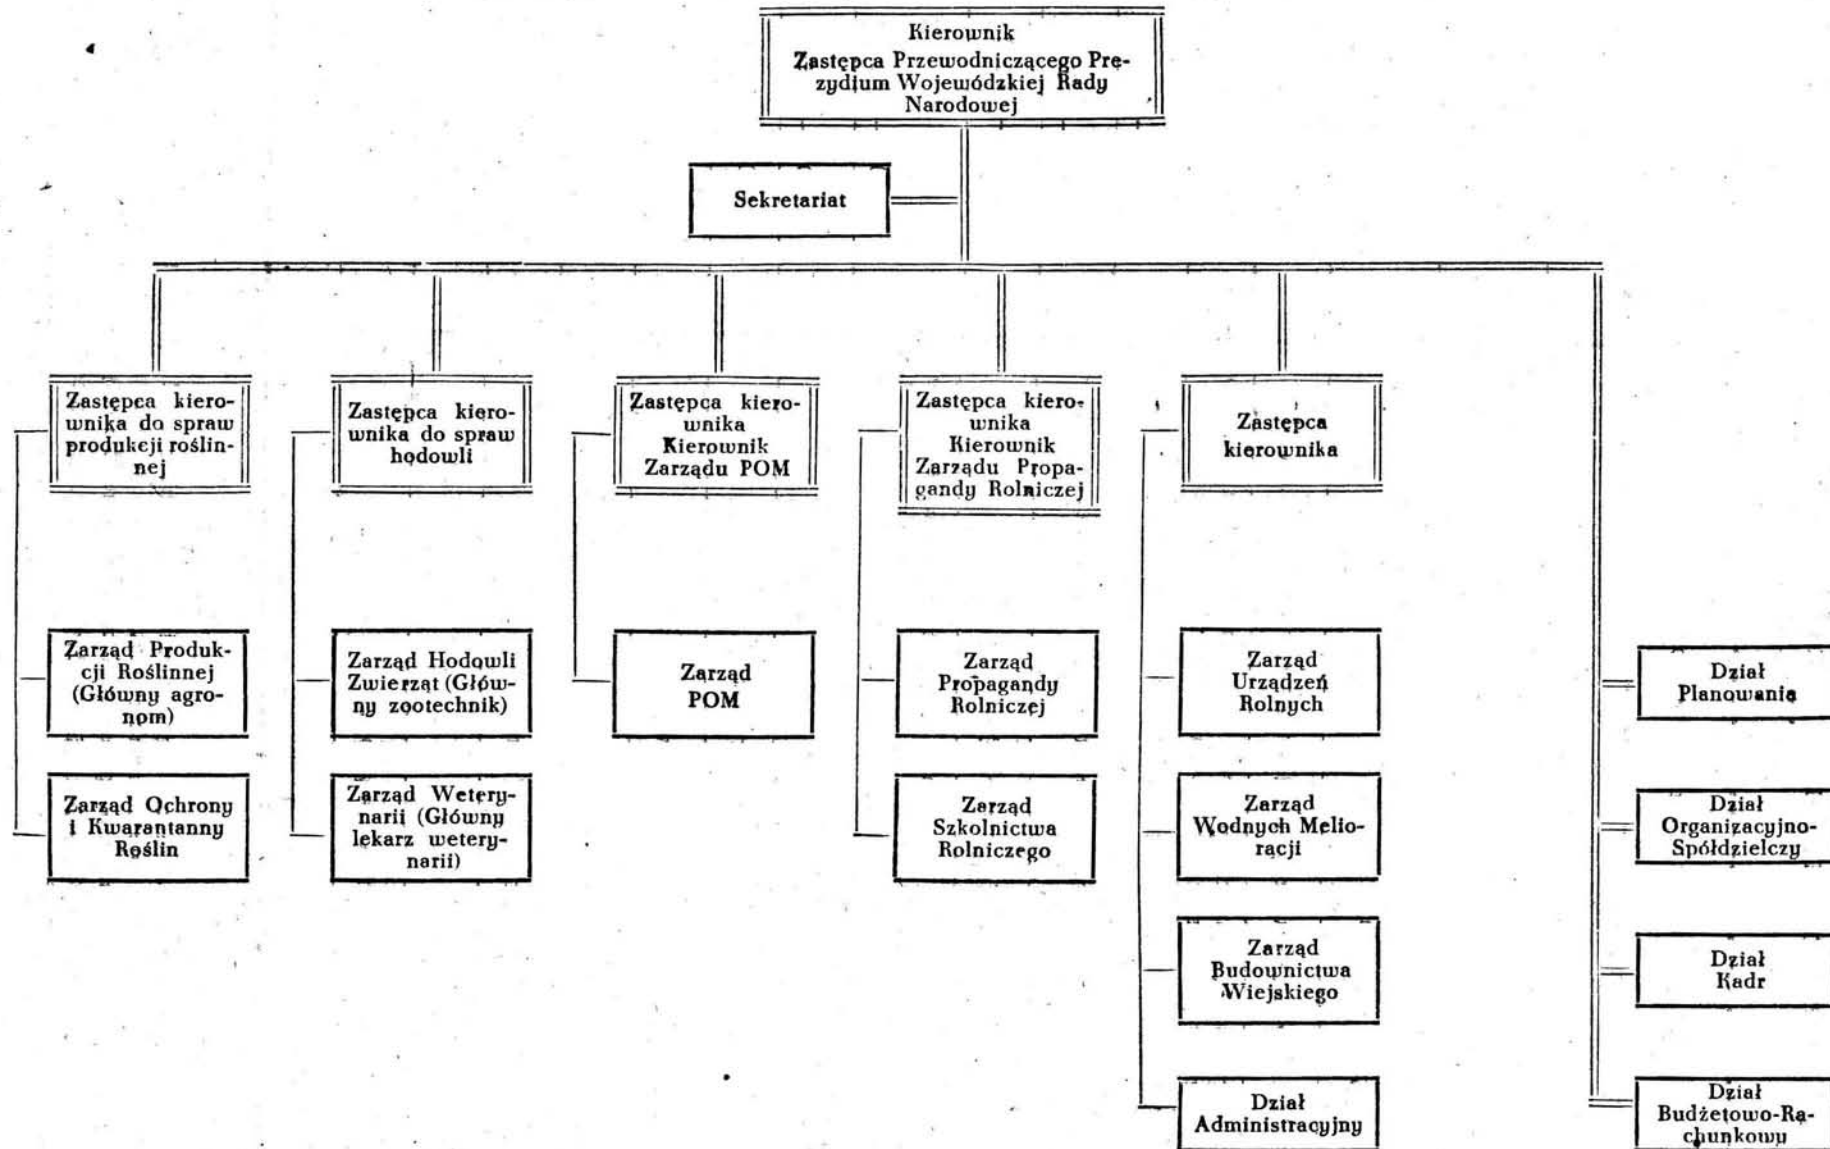 Kierownik
Zastępca Przewodniczącego Pre-
zydium Wojewódzkiej Rady
Narodowej
Sekretariat
Zastępca kiero-
wnika do spraw
produkcji roślin-
nej
Zastępca kiero-
wnika do spraw
hodowli
Zastępca kiero-
wnika
Kierownik
Zarządu POM
Zastępca kiero-
wnika
Kierownik
Zarządu Propa-
gandy Rolniczej
Zastępca
kierownika
Zarząd Produk-
cji Roślinnej
(Główny agro-
nom)
Zarząd Hodowli
Zwierząt (Głów-
ny zootechnik)
Zarząd
POM
Zarząd
Propagandy
Rolniczej
Zarząd
Urządzeń
Rolnych
Dział
Planowania
Zarząd Ochrony
i Kwarantanny
Roślin
Zarząd Wetery-
narii (Główny
lekarz wetery-
narii)
Zarząd
Szkolnictwa
Rolniczego
Zarząd
Wodnych Melio-
racji
Dział
Organizacyjno-
Spółdzielczy
Zarząd
Budownictwa
Wiejskiego
Dział
Kadr
Dział
Administracyjny
Dział
Budżetowo-Ra-
chunkowy